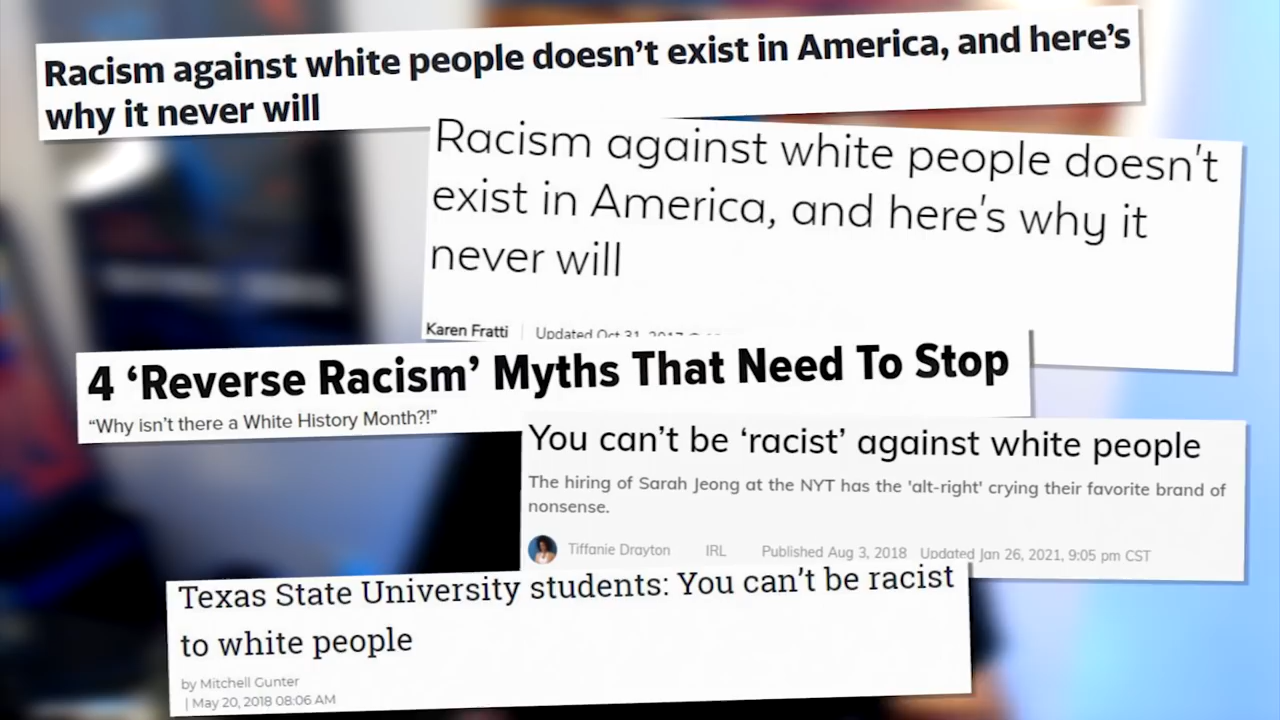 Racism against white people doesn't exist in America, and here's
why it never will
Racism against white people doesn't
exist in America, and here's why it
never will
Karen Fratti Updated Oct 31, 2017
4 ‘Reverse Racism’ Myths That Need To Stop
“Why isn’t there a White History Month?!”
You can’t be ‘racist’ against white people
The hiring of Sarah Jeong at the NYT has the 'alt-right' crying their favorite brand of
nonsense.
Tiffanie Drayton IRL Published Aug 3, 2018 Updated Jan 26, 2021, 9:05 pm CST
Texas State University students: You can’t be racist
to white people
by Mitchell Gunter
| May 20, 2018 08:06 AM